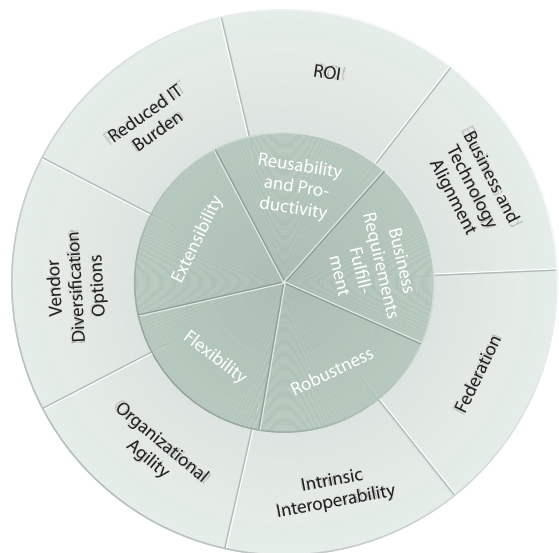 ROI
Business and
Technology
Alignment
Federation
Intrinsic
Interoperability
Organizational
Agility
Vendor
Diversification
Options
Reduced IT
Burden
Reusability
and Pro-
ductivity
Business
Requirements
Fulfill-
ment
Robustness
Flexibility
Extensibility